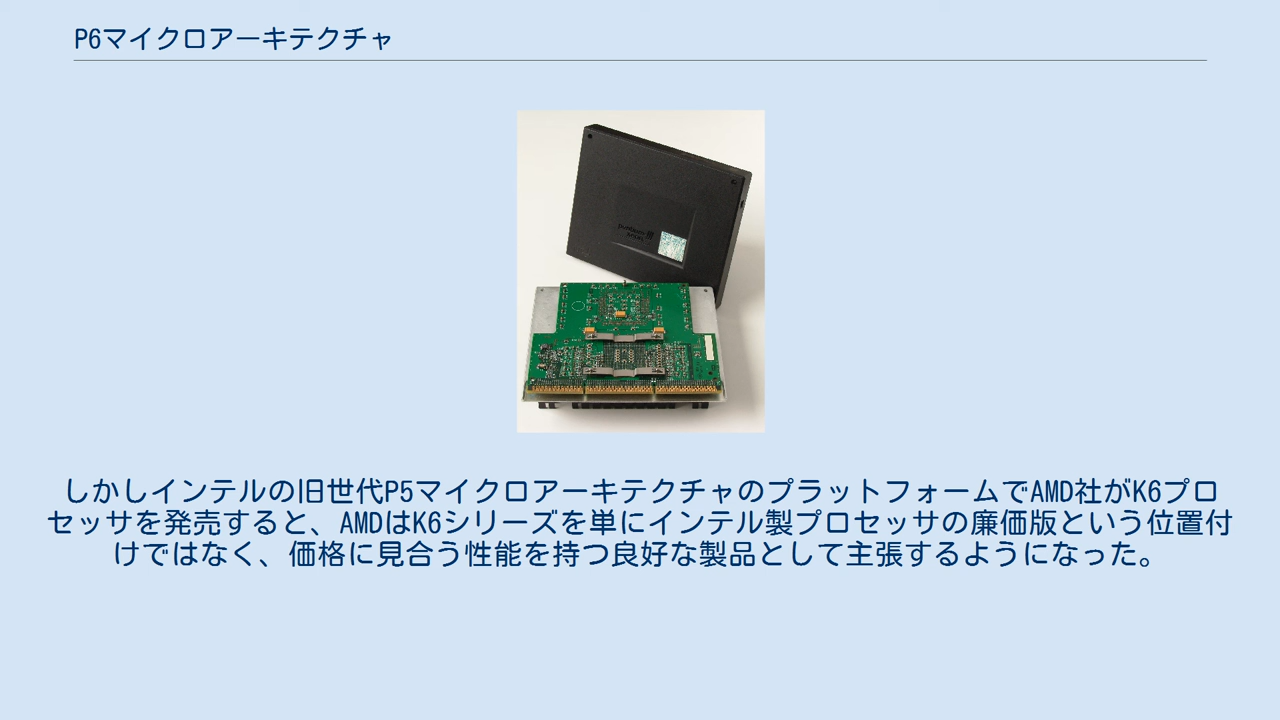 P6マイクロアーキテクチャ
しかしインテルの旧世代P5マイクロアーキテクチャのプラットフォームでAMD社がK6プロ
セッサを発売すると、AMDはK6シリーズを単にインテル製プロセッサの廉価版という位置付
けではなく、価格に見合う性能を持つ良好な製品として主張するようになった。